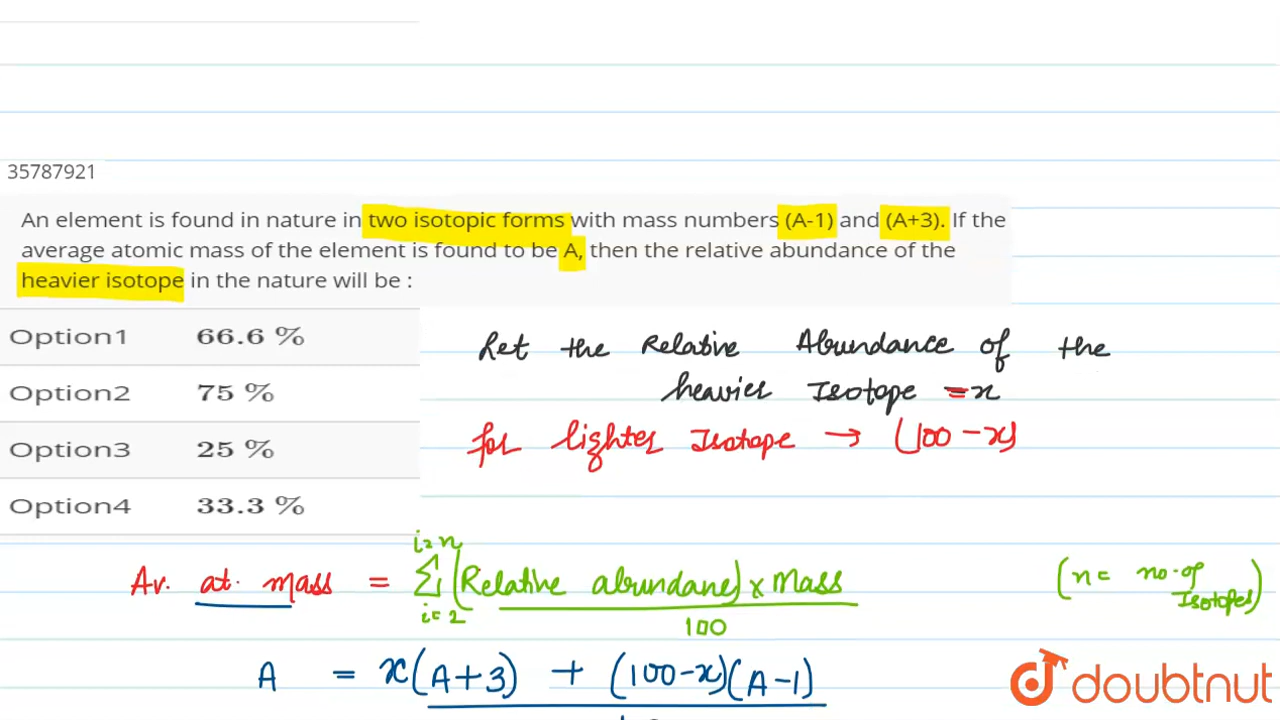 35787921
An element is found in nature in two isotopic forms with mass numbers (A-1) and (A+3). If the
average atomic mass of the element is found to be A, then the relative abundance of the
heavier isotope in the nature will be :
Option1 66.6 %
Option2 75 %
Option3 25 %
Option4 33.3 %
Let the Relative Abundance of the
heavier Isotope = x
for lighter Isotope → (100 - x)
i = n
Av. at. mass = Σ (Relative abundane) x Mass
i = 2
100
(n = no. of
Isotopes)
A = x(A+3) + (100-x)(A-1)
doubtnut